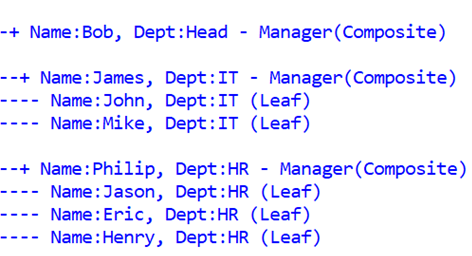 -+ Name:Bob, Dept:Head - Manager(Composite)
--+ Name:James, Dept:IT - Manager(Composite)
---- Name:John, Dept:IT (Leaf)
---- Name:Mike, Dept:IT (Leaf)
--+ Name:Philip, Dept:HR - Manager(Composite)
---- Name:Jason, Dept:HR (Leaf)
---- Name:Eric, Dept:HR (Leaf)
---- Name:Henry, Dept:HR (Leaf)